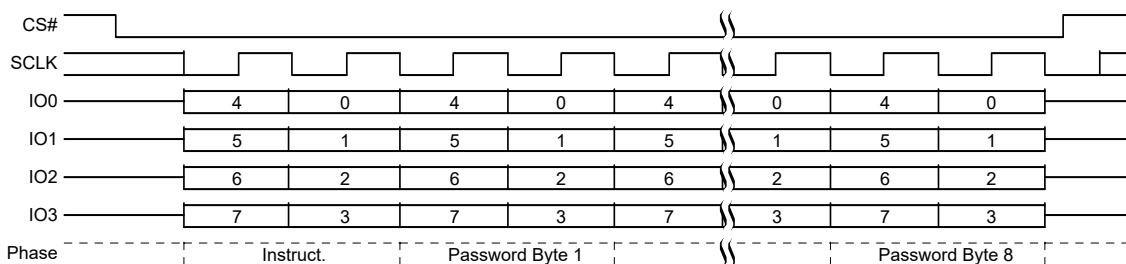 CS#
SCLK
IO0 4 0 4 0 4 0 4 0
IO1 5 1 5 1 5 1 5 1
IO2 6 2 6 2 6 2 6 2
IO3 7 3 7 3 7 3 7 3
Phase Instruct. Password Byte 1 Password Byte 8